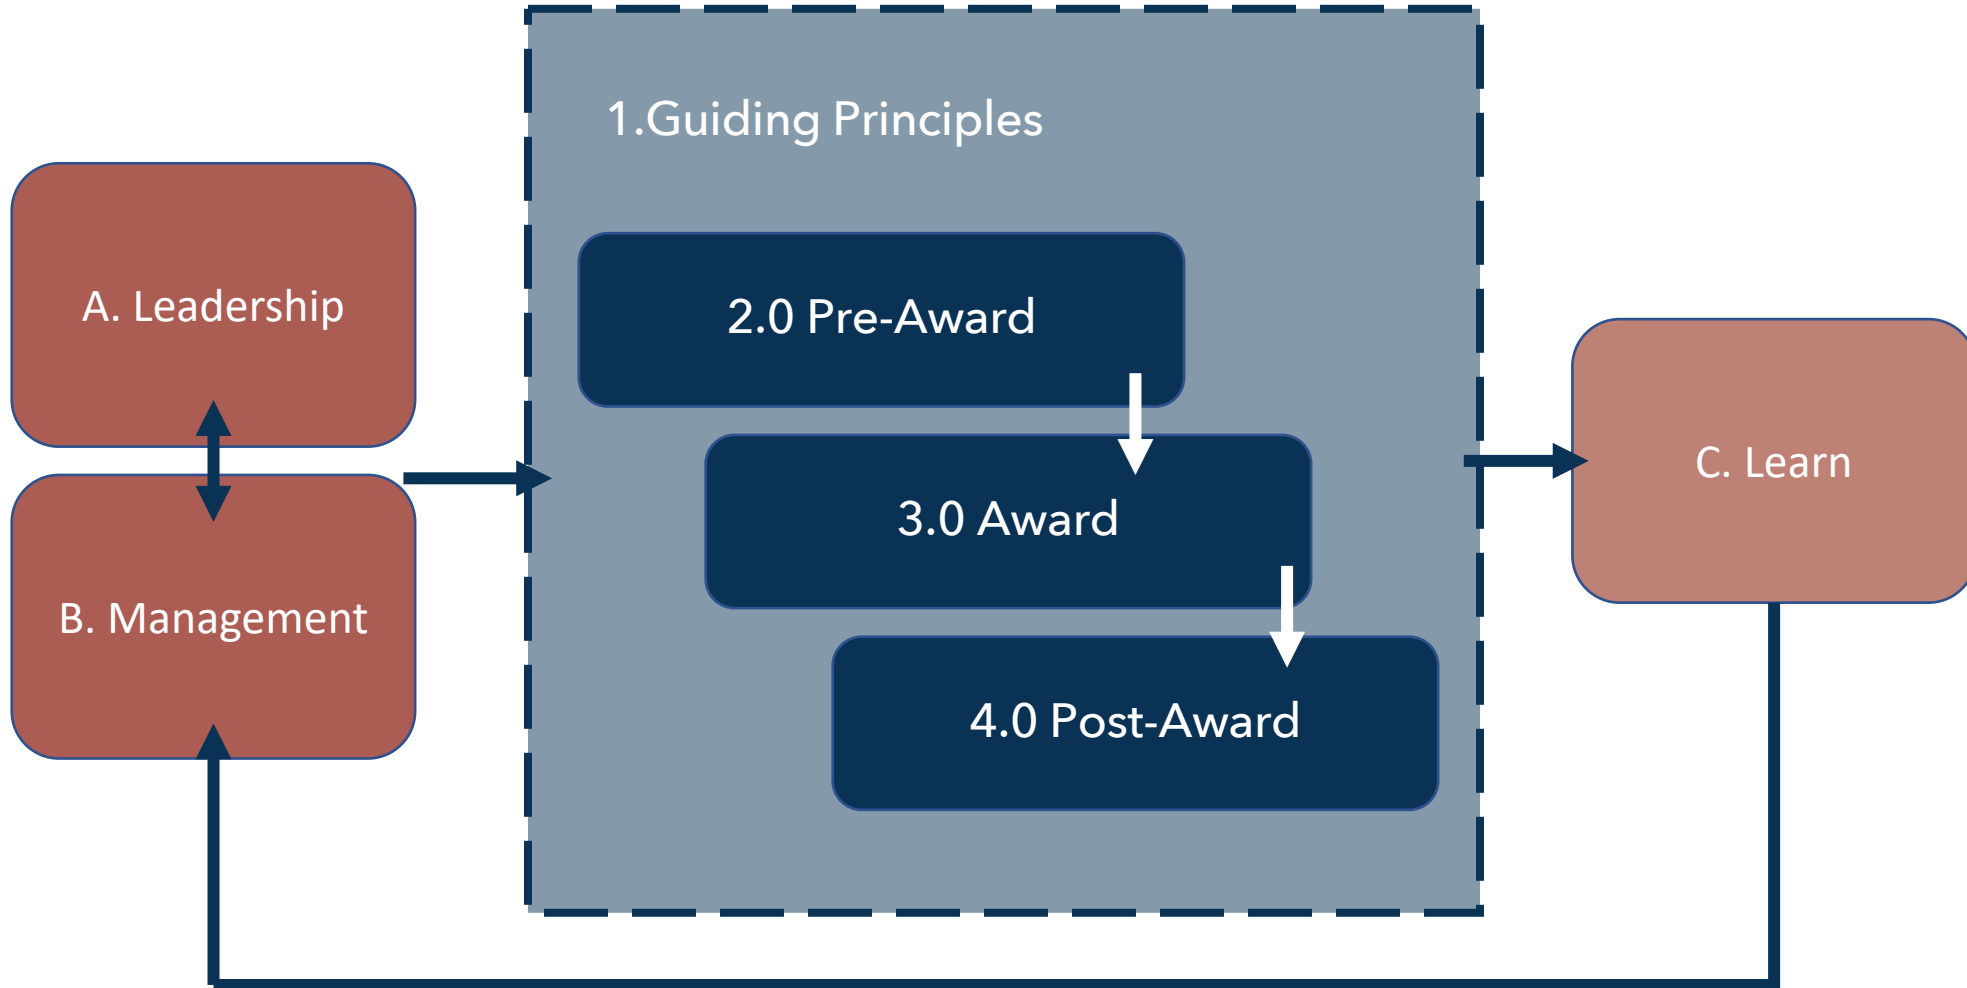 1.Guiding Principles
A. Leadership
2.0 Pre-Award
C. Learn
3.0 Award
B. Management
4.0 Post-Award